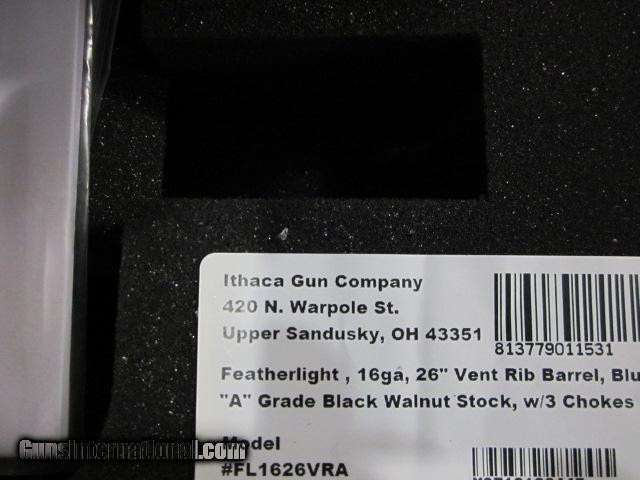 Ithaca Gun Company
420 N. Warpole St.
Upper Sandusky, OH 43351
813779011531
Featherlight , 16ga, 26" Vent Rib Barrel, Blu
"A" Grade Black Walnut Stock, w/3 Chokes
Model
#FL1626VRA
GunsInternational.com